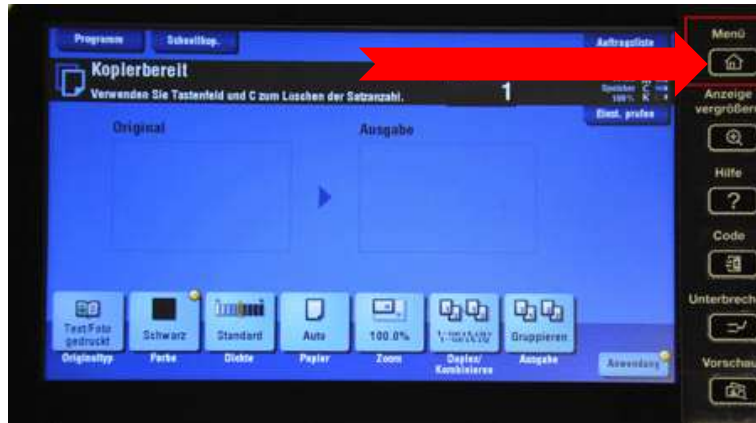 Programm
Schnellkop.
Auftragsliste
Kopierbereit
Verwenden Sie Tastenfeld und C zum Löschen der Satzanzahl.
1
Speicher
100%
C
K
Einst. prüfen
Original
Ausgabe
Text/Foto
gedruckt
Schwarz
Standard
Auto
100.0%
Gruppieren
Originaltyp
Farbe
Dichte
Papier
Zoom
Duplex/
Kombinieren
Ausgabe
Anwendung
Menü
Anzeige
vergrößern
Hilfe
?
Code
Unterbrech
Vorschau